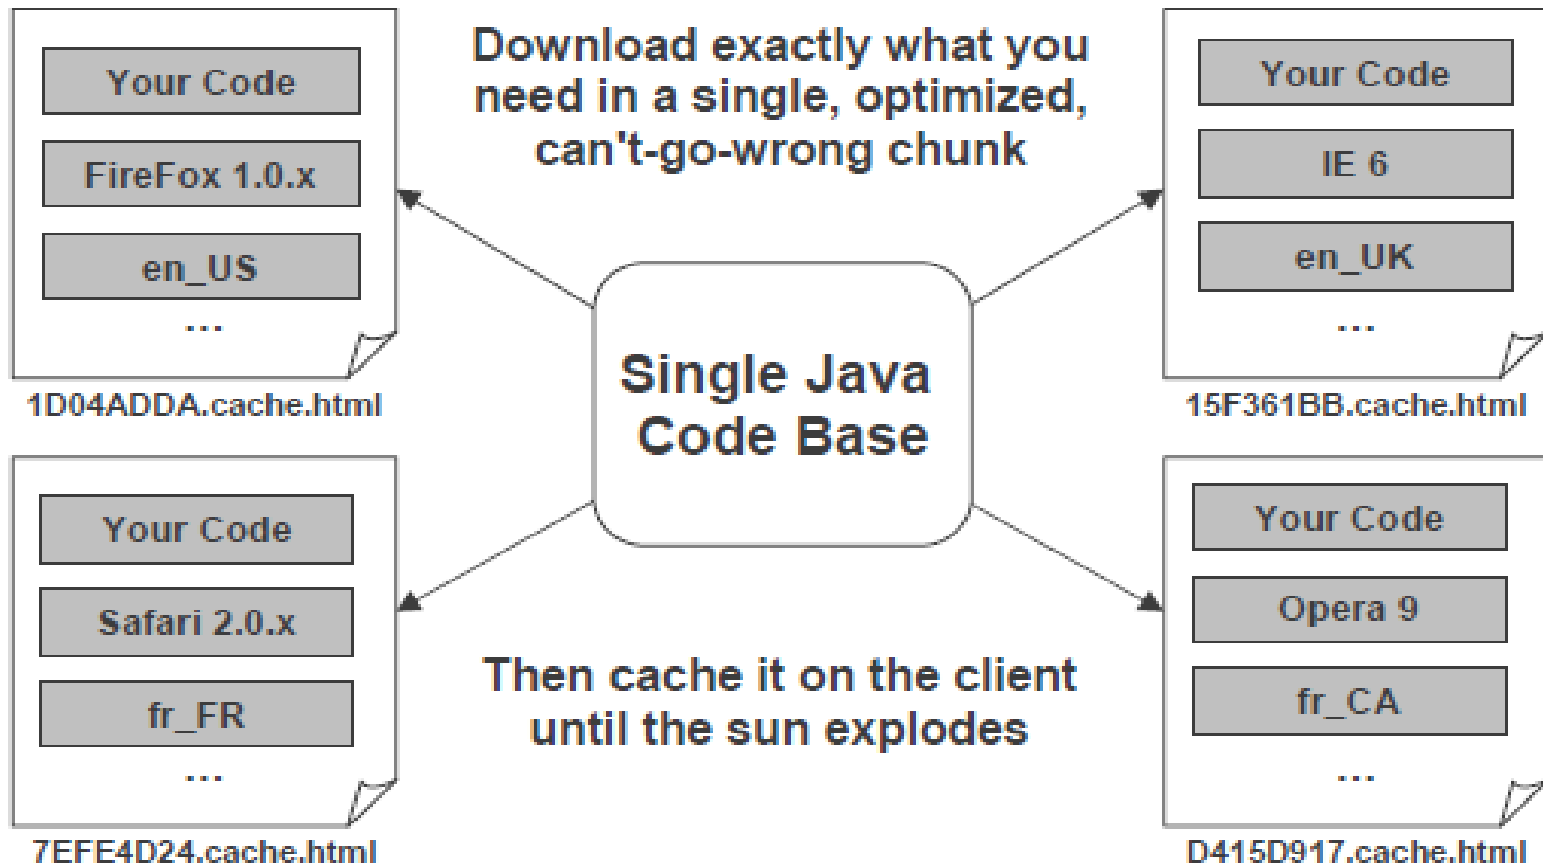 Your Code
FireFox 1.0.x
en_US
...
1D04ADDA.cache.html
Download exactly what you
need in a single, optimized,
can't-go-wrong chunk
Your Code
IE 6
en_UK
...
15F361BB.cache.html
Single Java
Code Base
Your Code
Safari 2.0.x
fr_FR
...
7EFE4D24.cache.html
Then cache it on the client
until the sun explodes
Your Code
Opera 9
fr_CA
...
D415D917.cache.html